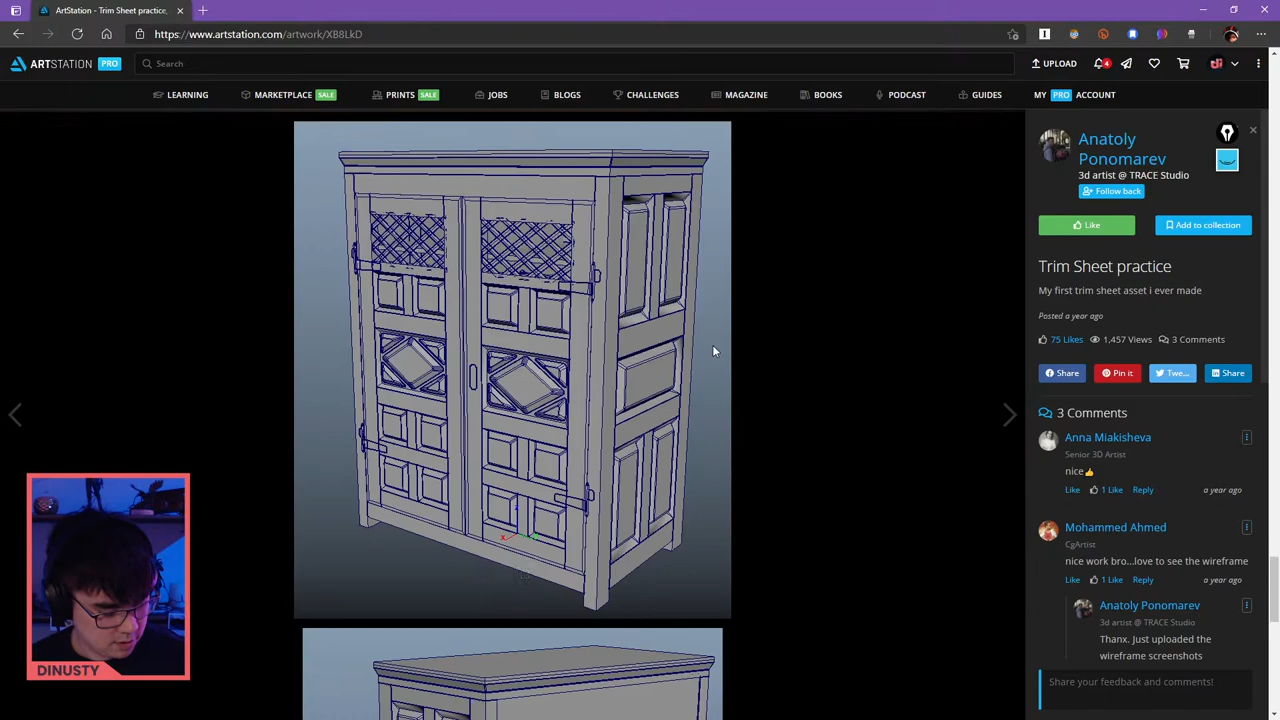 ArtStation - Trim Sheet practice,
https://www.artstation.com/artwork/XB8LkD
ARTSTATION PRO
Search
UPLOAD
4
LEARNING
MARKETPLACE SALE
PRINTS SALE
JOBS
BLOGS
CHALLENGES
MAGAZINE
BOOKS
PODCAST
GUIDES
MY PRO ACCOUNT
Anatoly
Ponomarev
3d artist @ TRACE Studio
Follow back
Like
Add to collection
Trim Sheet practice
My first trim sheet asset i ever made
Posted a year ago
75 Likes 1,457 Views 3 Comments
Share Pin it Twe... Share
3 Comments
Anna Miakisheva
Senior 3D Artist
nice👍
Like 1 Like Reply a year ago
Mohammed Ahmed
CgArtist
nice work bro...love to see the wireframe
Like 1 Like Reply a year ago
Anatoly Ponomarev
3d artist @ TRACE Studio
Thanx. Just uploaded the
wireframe screenshots
Share your feedback and comments!
DINUSTY